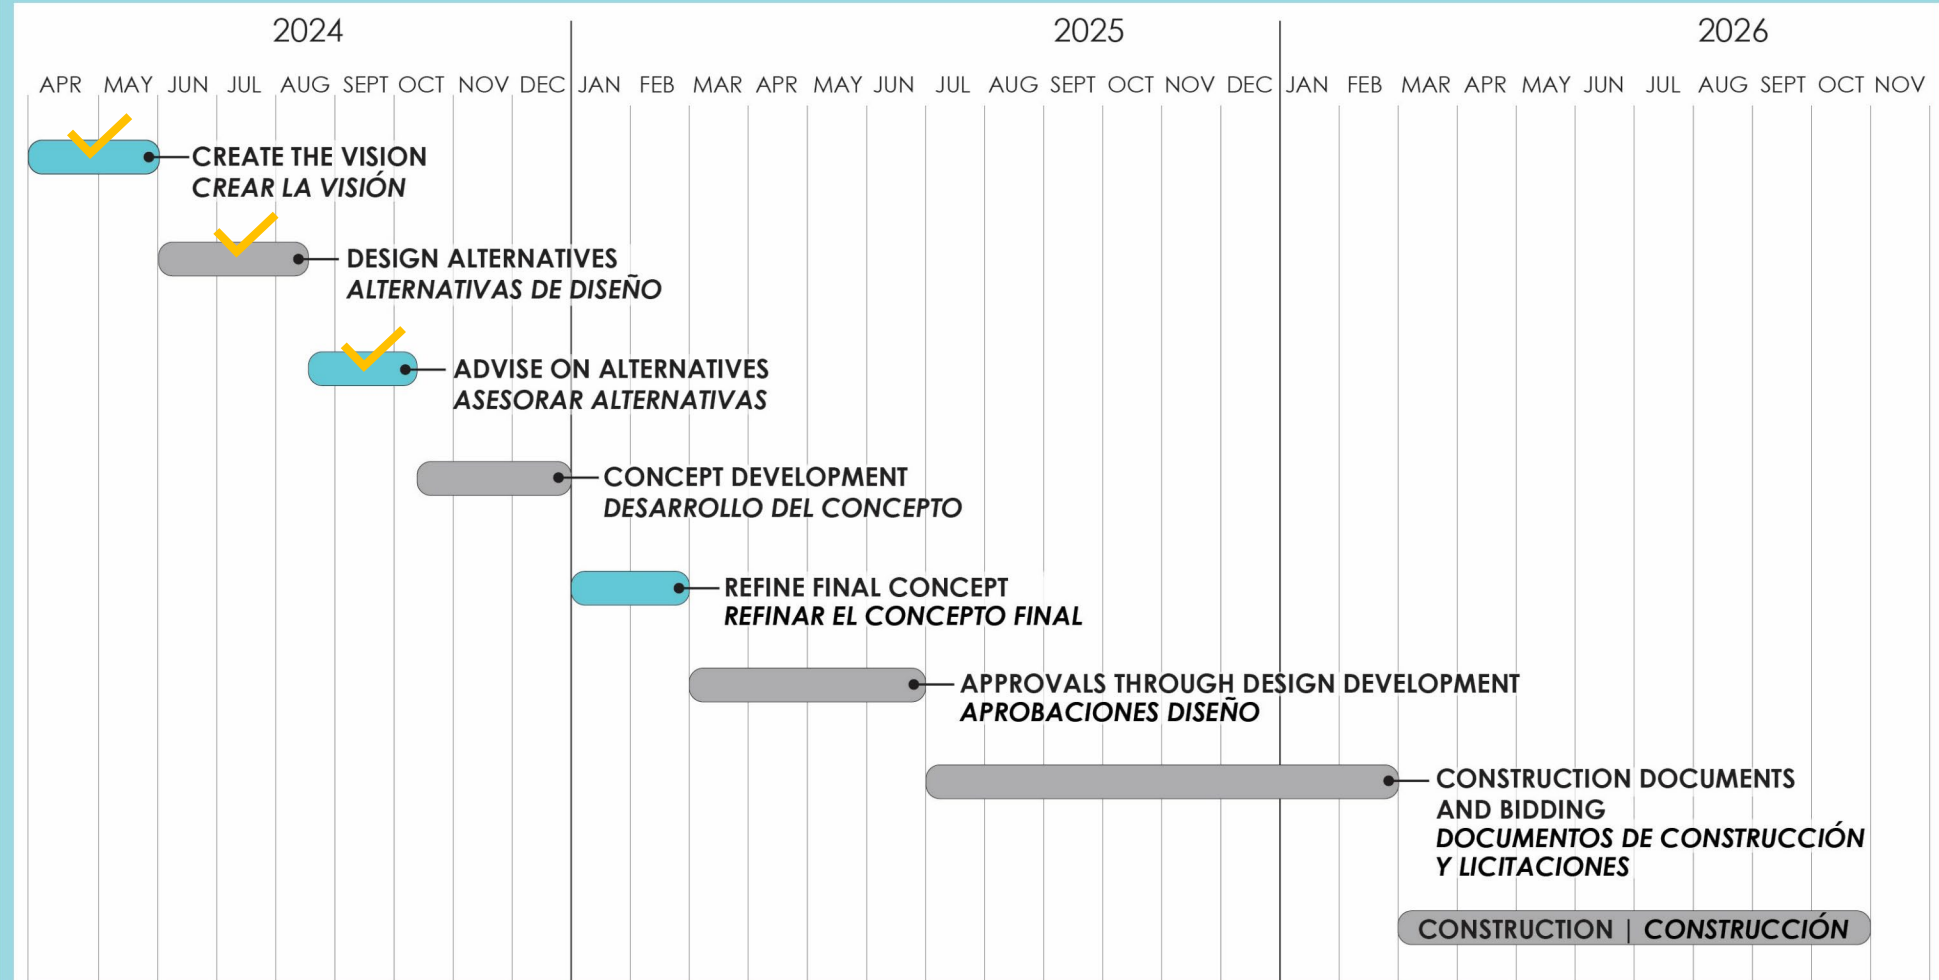 2024 2025 2026
APR MAY JUN JUL AUG SEPT OCT NOV DEC JAN FEB MAR APR MAY JUN JUL AUG SEPT OCT NOV DEC JAN FEB MAR APR MAY JUN JUL AUG SEPT OCT NOV
CREATE THE VISION
CREAR LA VISIÓN
DESIGN ALTERNATIVES
ALTERNATIVAS DE DISEÑO
ADVISE ON ALTERNATIVES
ASESORAR ALTERNATIVAS
CONCEPT DEVELOPMENT
DESARROLLO DEL CONCEPTO
REFINE FINAL CONCEPT
REFINAR EL CONCEPTO FINAL
APPROVALS THROUGH DESIGN DEVELOPMENT
APROBACIONES DISEÑO
CONSTRUCTION DOCUMENTS
AND BIDDING
DOCUMENTOS DE CONSTRUCCIÓN
Y LICITACIONES
CONSTRUCTION | CONSTRUCCIÓN